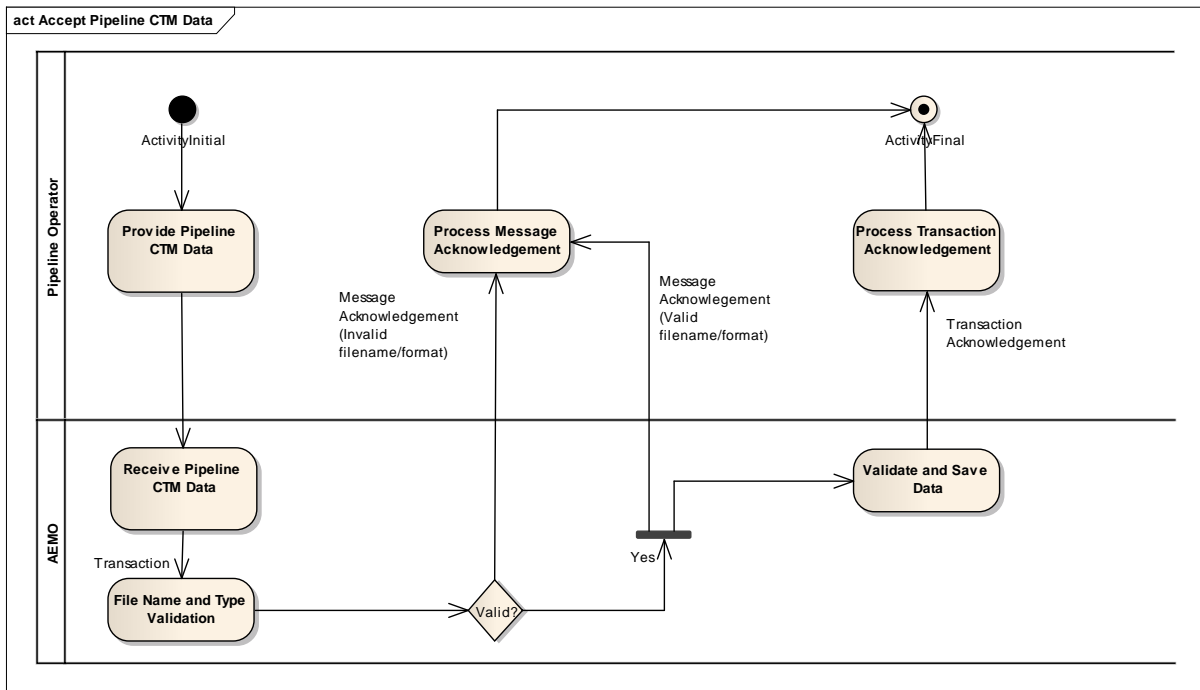 act Accept Pipeline CTM Data
Pipeline Operator
ActivityInitial
ActivityFinal
Provide Pipeline
CTM Data
Process Message
Acknowledgement
Process Transaction
Acknowledgement
Message
Acknowledgement
(Invalid
filename/format)
Message
Acknowlegement
(Valid
filename/format)
Transaction
Acknowledgement
AEMO
Receive Pipeline
CTM Data
Validate and Save
Data
Transaction
Yes
File Name and Type
Validation
Valid?